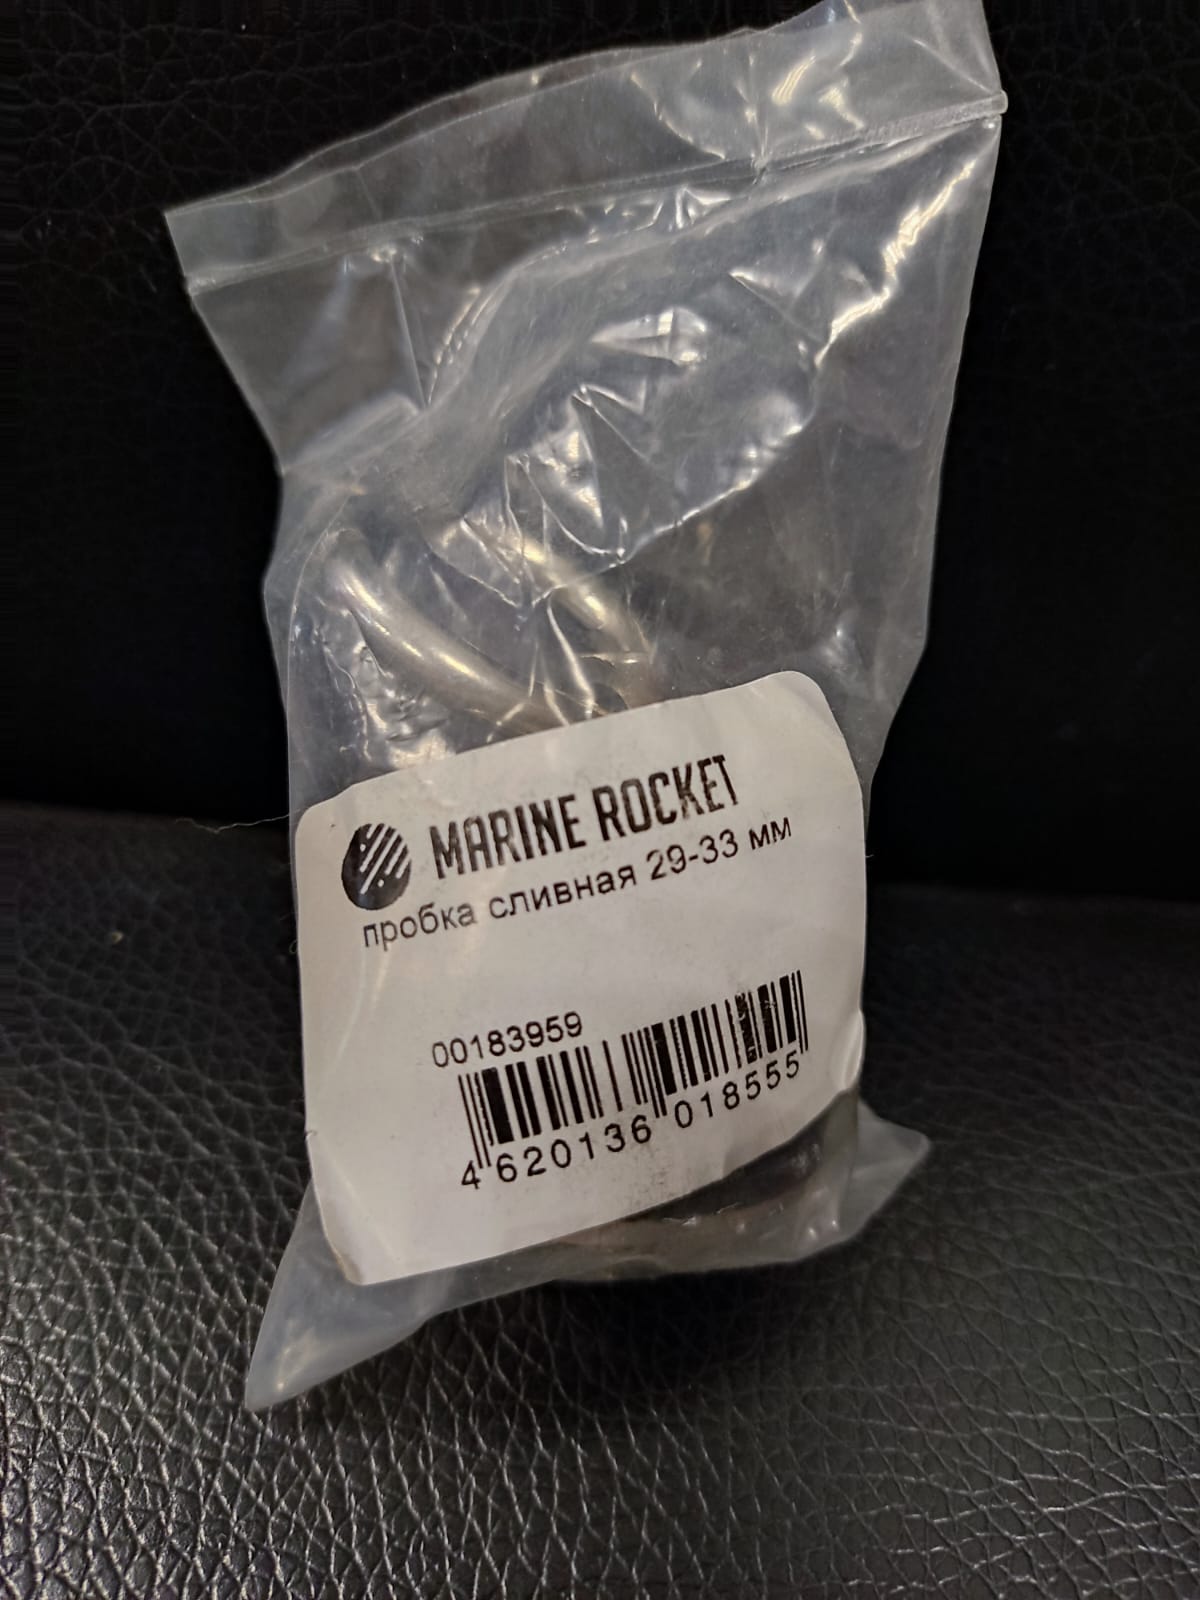 MARINE ROCKET
пробка сливная 29-33 мм
00183959
4 620136 018555